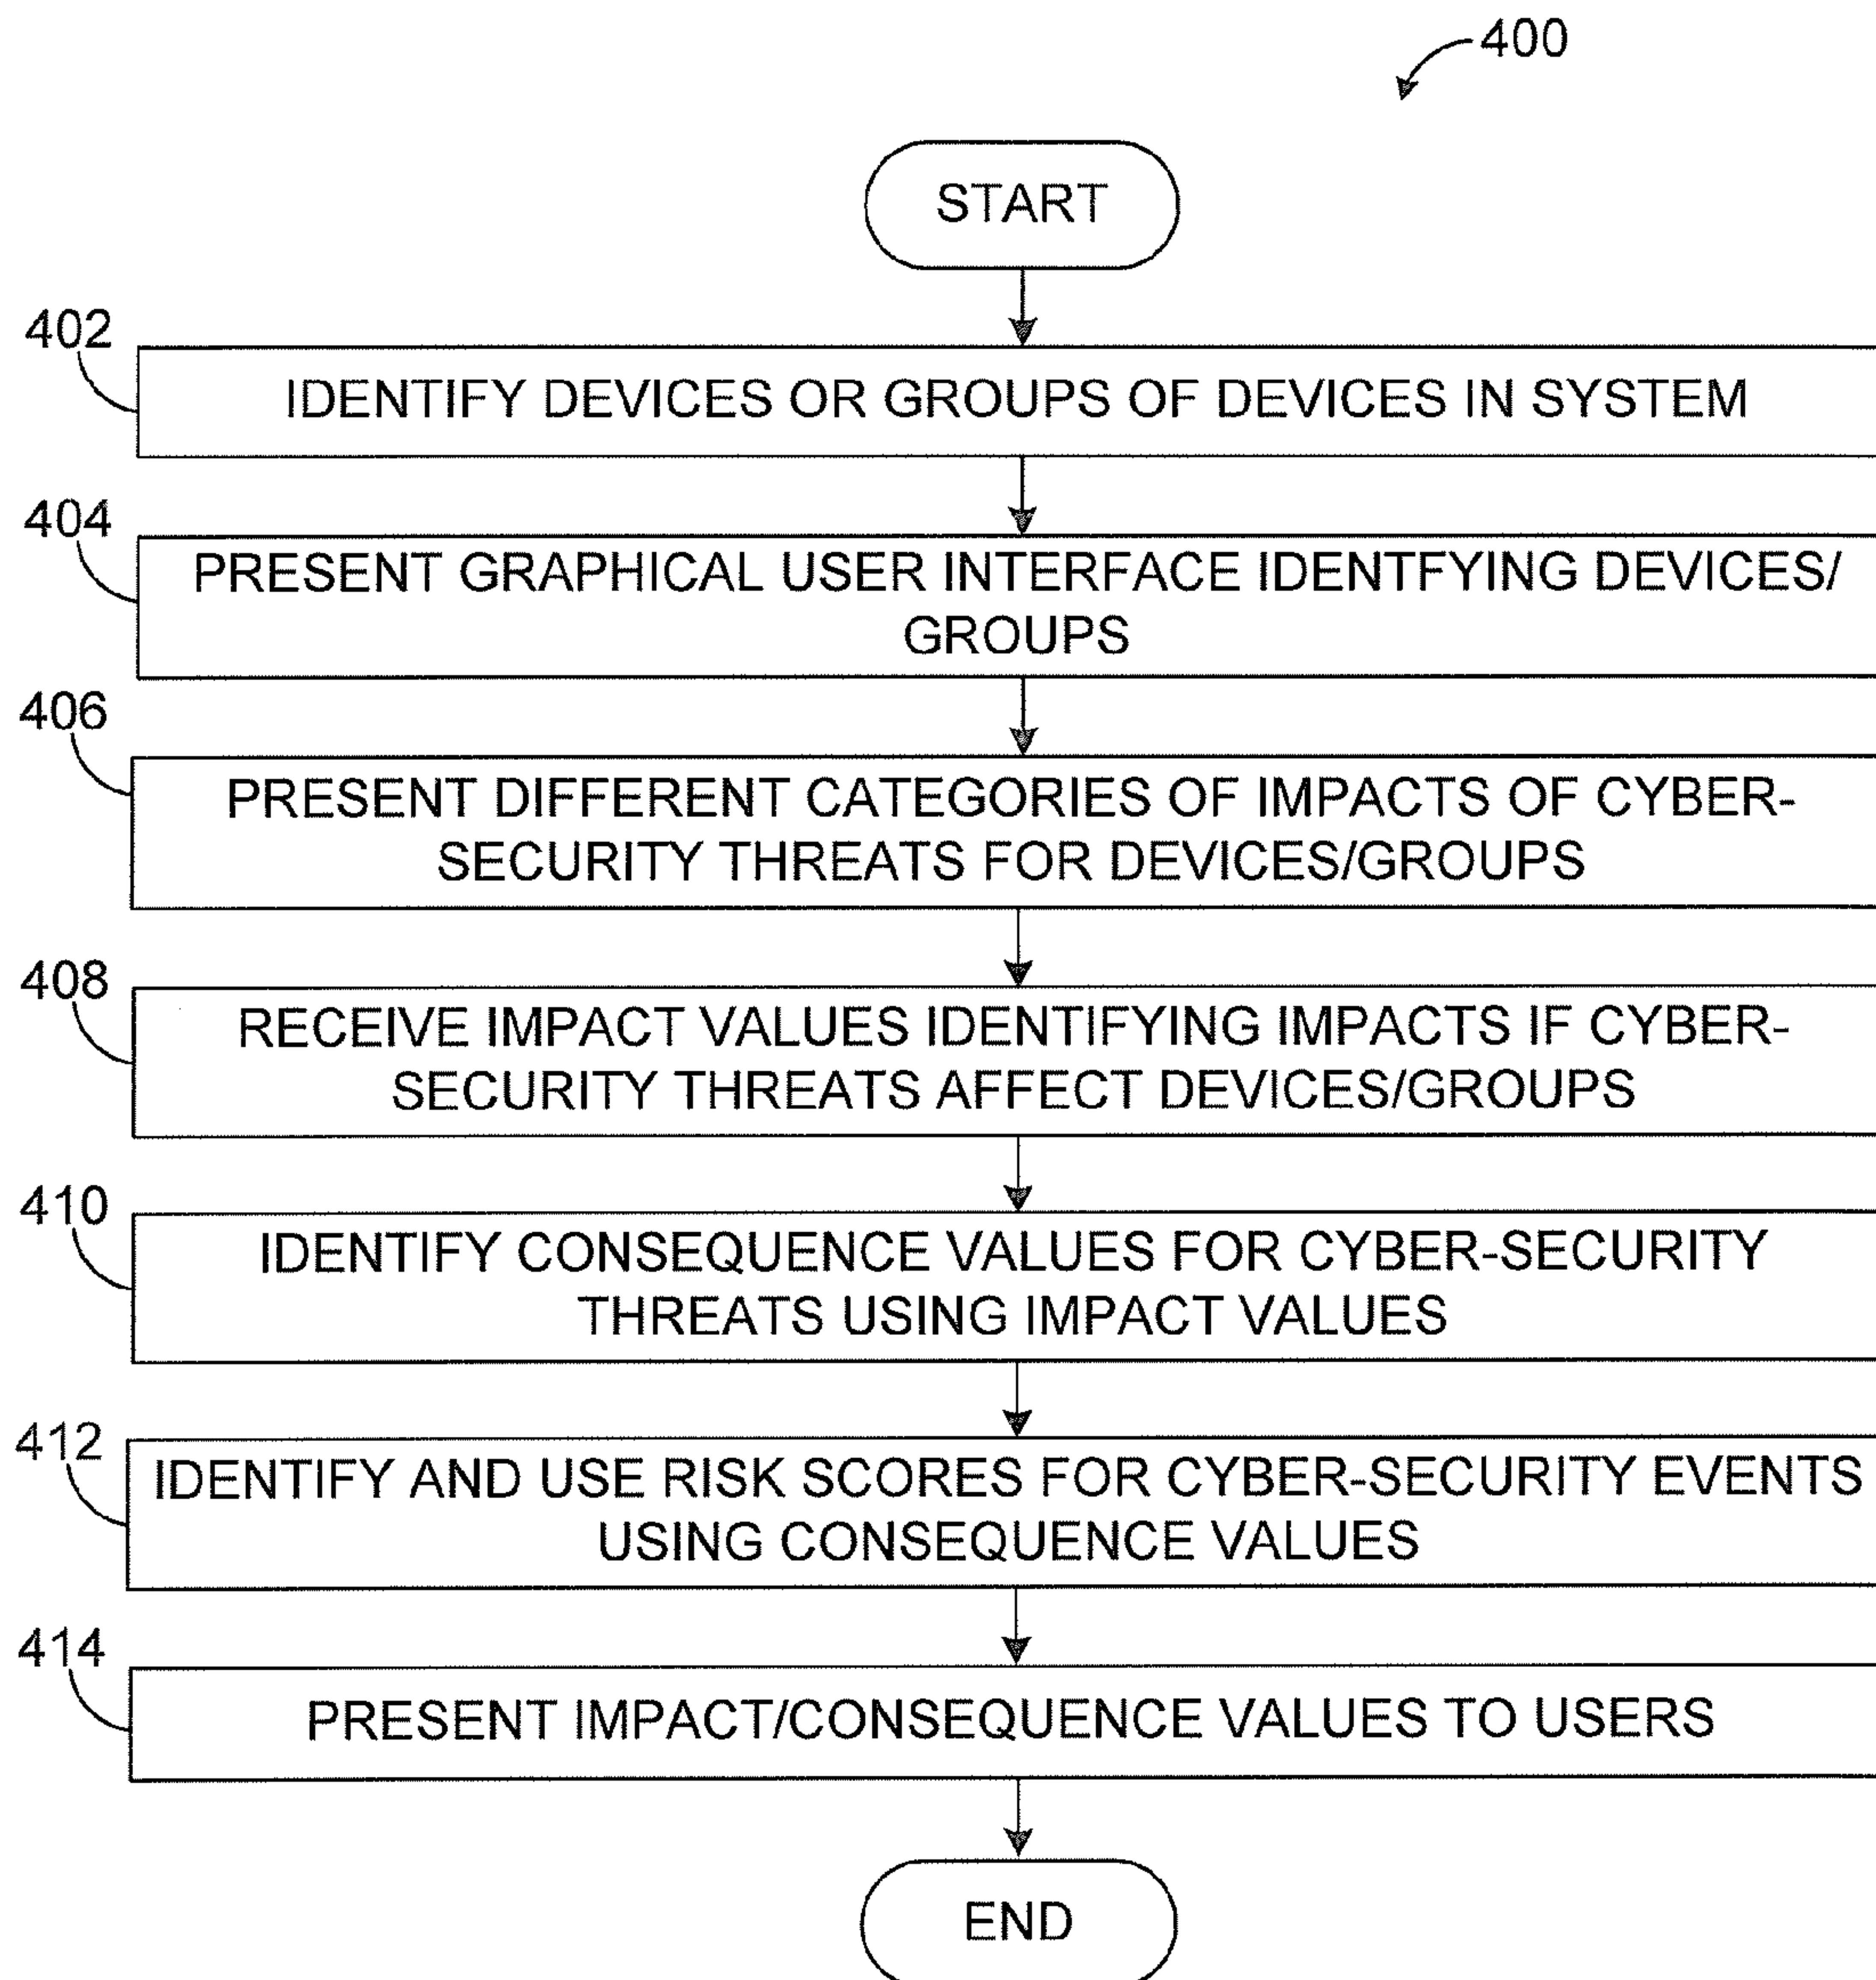 400
START
402
IDENTIFY DEVICES OR GROUPS OF DEVICES IN SYSTEM
404
PRESENT GRAPHICAL USER INTERFACE IDENTFYING DEVICES/
GROUPS
406
PRESENT DIFFERENT CATEGORIES OF IMPACTS OF CYBER-
SECURITY THREATS FOR DEVICES/GROUPS
408
RECEIVE IMPACT VALUES IDENTIFYING IMPACTS IF CYBER-
SECURITY THREATS AFFECT DEVICES/GROUPS
410
IDENTIFY CONSEQUENCE VALUES FOR CYBER-SECURITY
THREATS USING IMPACT VALUES
412
IDENTIFY AND USE RISK SCORES FOR CYBER-SECURITY EVENTS
USING CONSEQUENCE VALUES
414
PRESENT IMPACT/CONSEQUENCE VALUES TO USERS
END